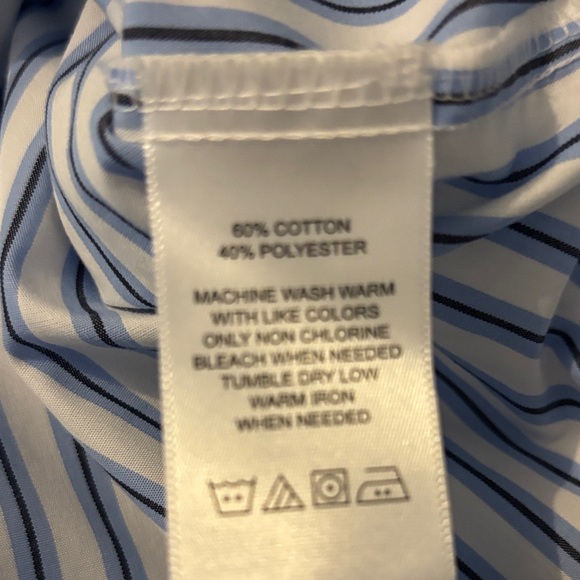 60% COTTON
40% POLYESTER
MACHINE WASH WARM
WITH LIKE COLORS
ONLY NON CHLORINE
BLEACH WHEN NEEDED
TUMBLE DRY LOW
WARM IRON
WHEN NEEDED